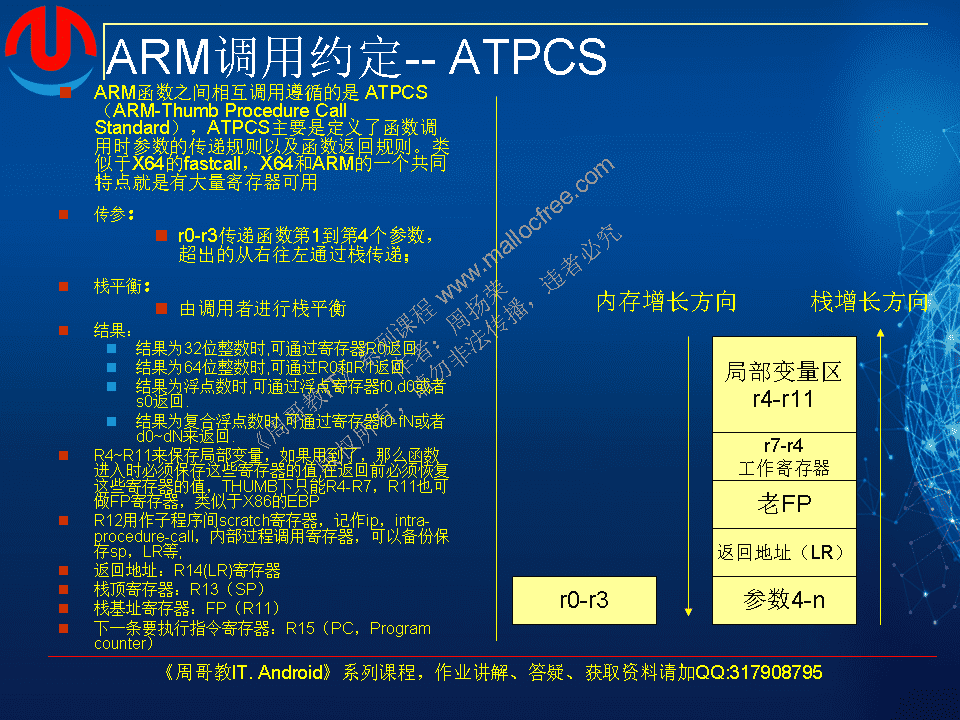 ARM调用约定-- ATPCS
ARM函数之间相互调用遵循的是 ATPCS
（ARM-Thumb Procedure Call
Standard），ATPCS主要是定义了函数调
用时参数的传递规则以及函数返回规则。类
似于X64的fastcall，X64和ARM的一个共同
特点就是有大量寄存器可用
传参：
r0-r3传递函数第1到第4个参数，
超出的从右往左通过栈传递；
栈平衡：
由调用者进行栈平衡
结果：
结果为32位整数时,可通过寄存器R0返回
结果为64位整数时,可通过R0和R1返回
结果为浮点数时,可通过浮点寄存器f0,d0或者
s0返回.
结果为复合浮点数时,可通过寄存器f0-fN或者
d0~dN来返回.
R4~R11来保存局部变量，如果用到了，那么函数
进入时必须保存这些寄存器的值,在返回前必须恢复
这些寄存器的值，THUMB下只能R4-R7，R11也可
做FP寄存器，类似于X86的EBP
R12用作子程序间scratch寄存器，记作ip，intra-
procedure-call，内部过程调用寄存器，可以备份保
存sp，LR等;
返回地址：R14(LR)寄存器
栈顶寄存器：R13（SP）
栈基址寄存器：FP（R11）
下一条要执行指令寄存器：R15（PC，Program
counter）
内存增长方向
栈增长方向
局部变量区
r4-r11
r7-r4
工作寄存器
老FP
返回地址（LR）
参数4-n
r0-r3
www.mallocfree.com
周扬荣
勿非法传播，违者必究
《周哥教IT. Android》系列课程，作业讲解、答疑、获取资料请加QQ:317908795